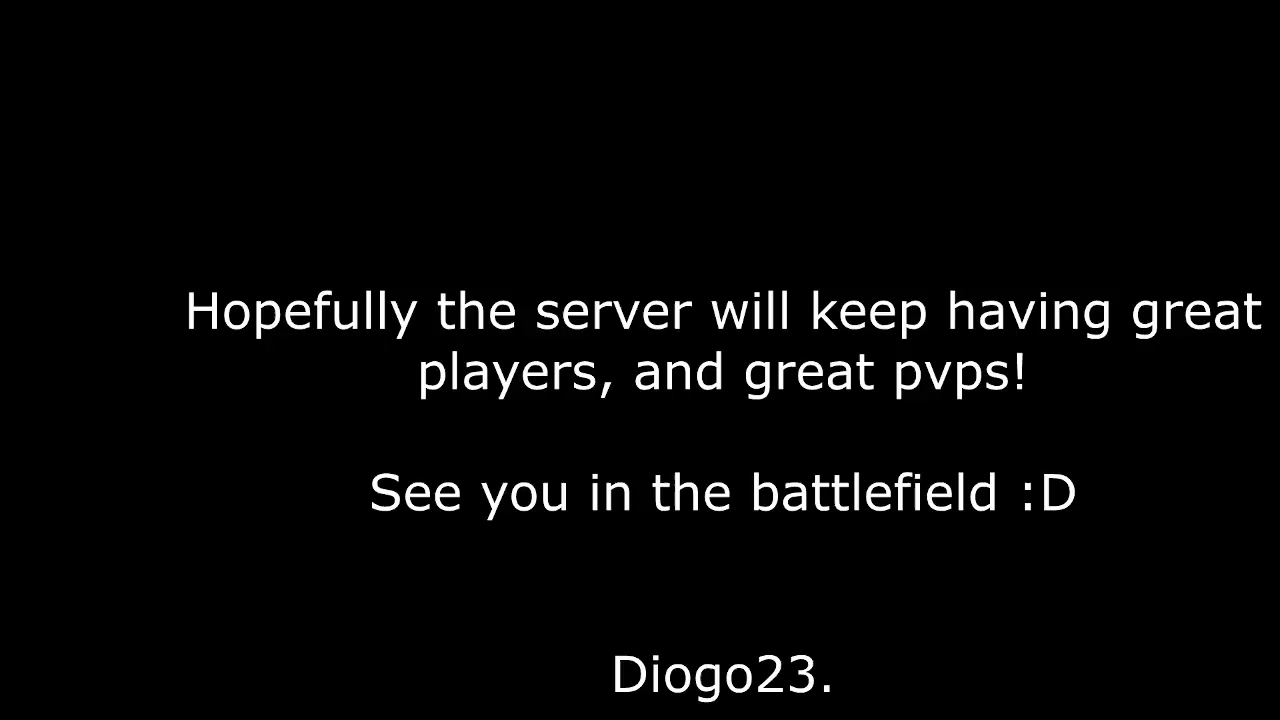 Hopefully the server will keep having great
players, and great pvps!
See you in the battlefield :D
Diogo23.